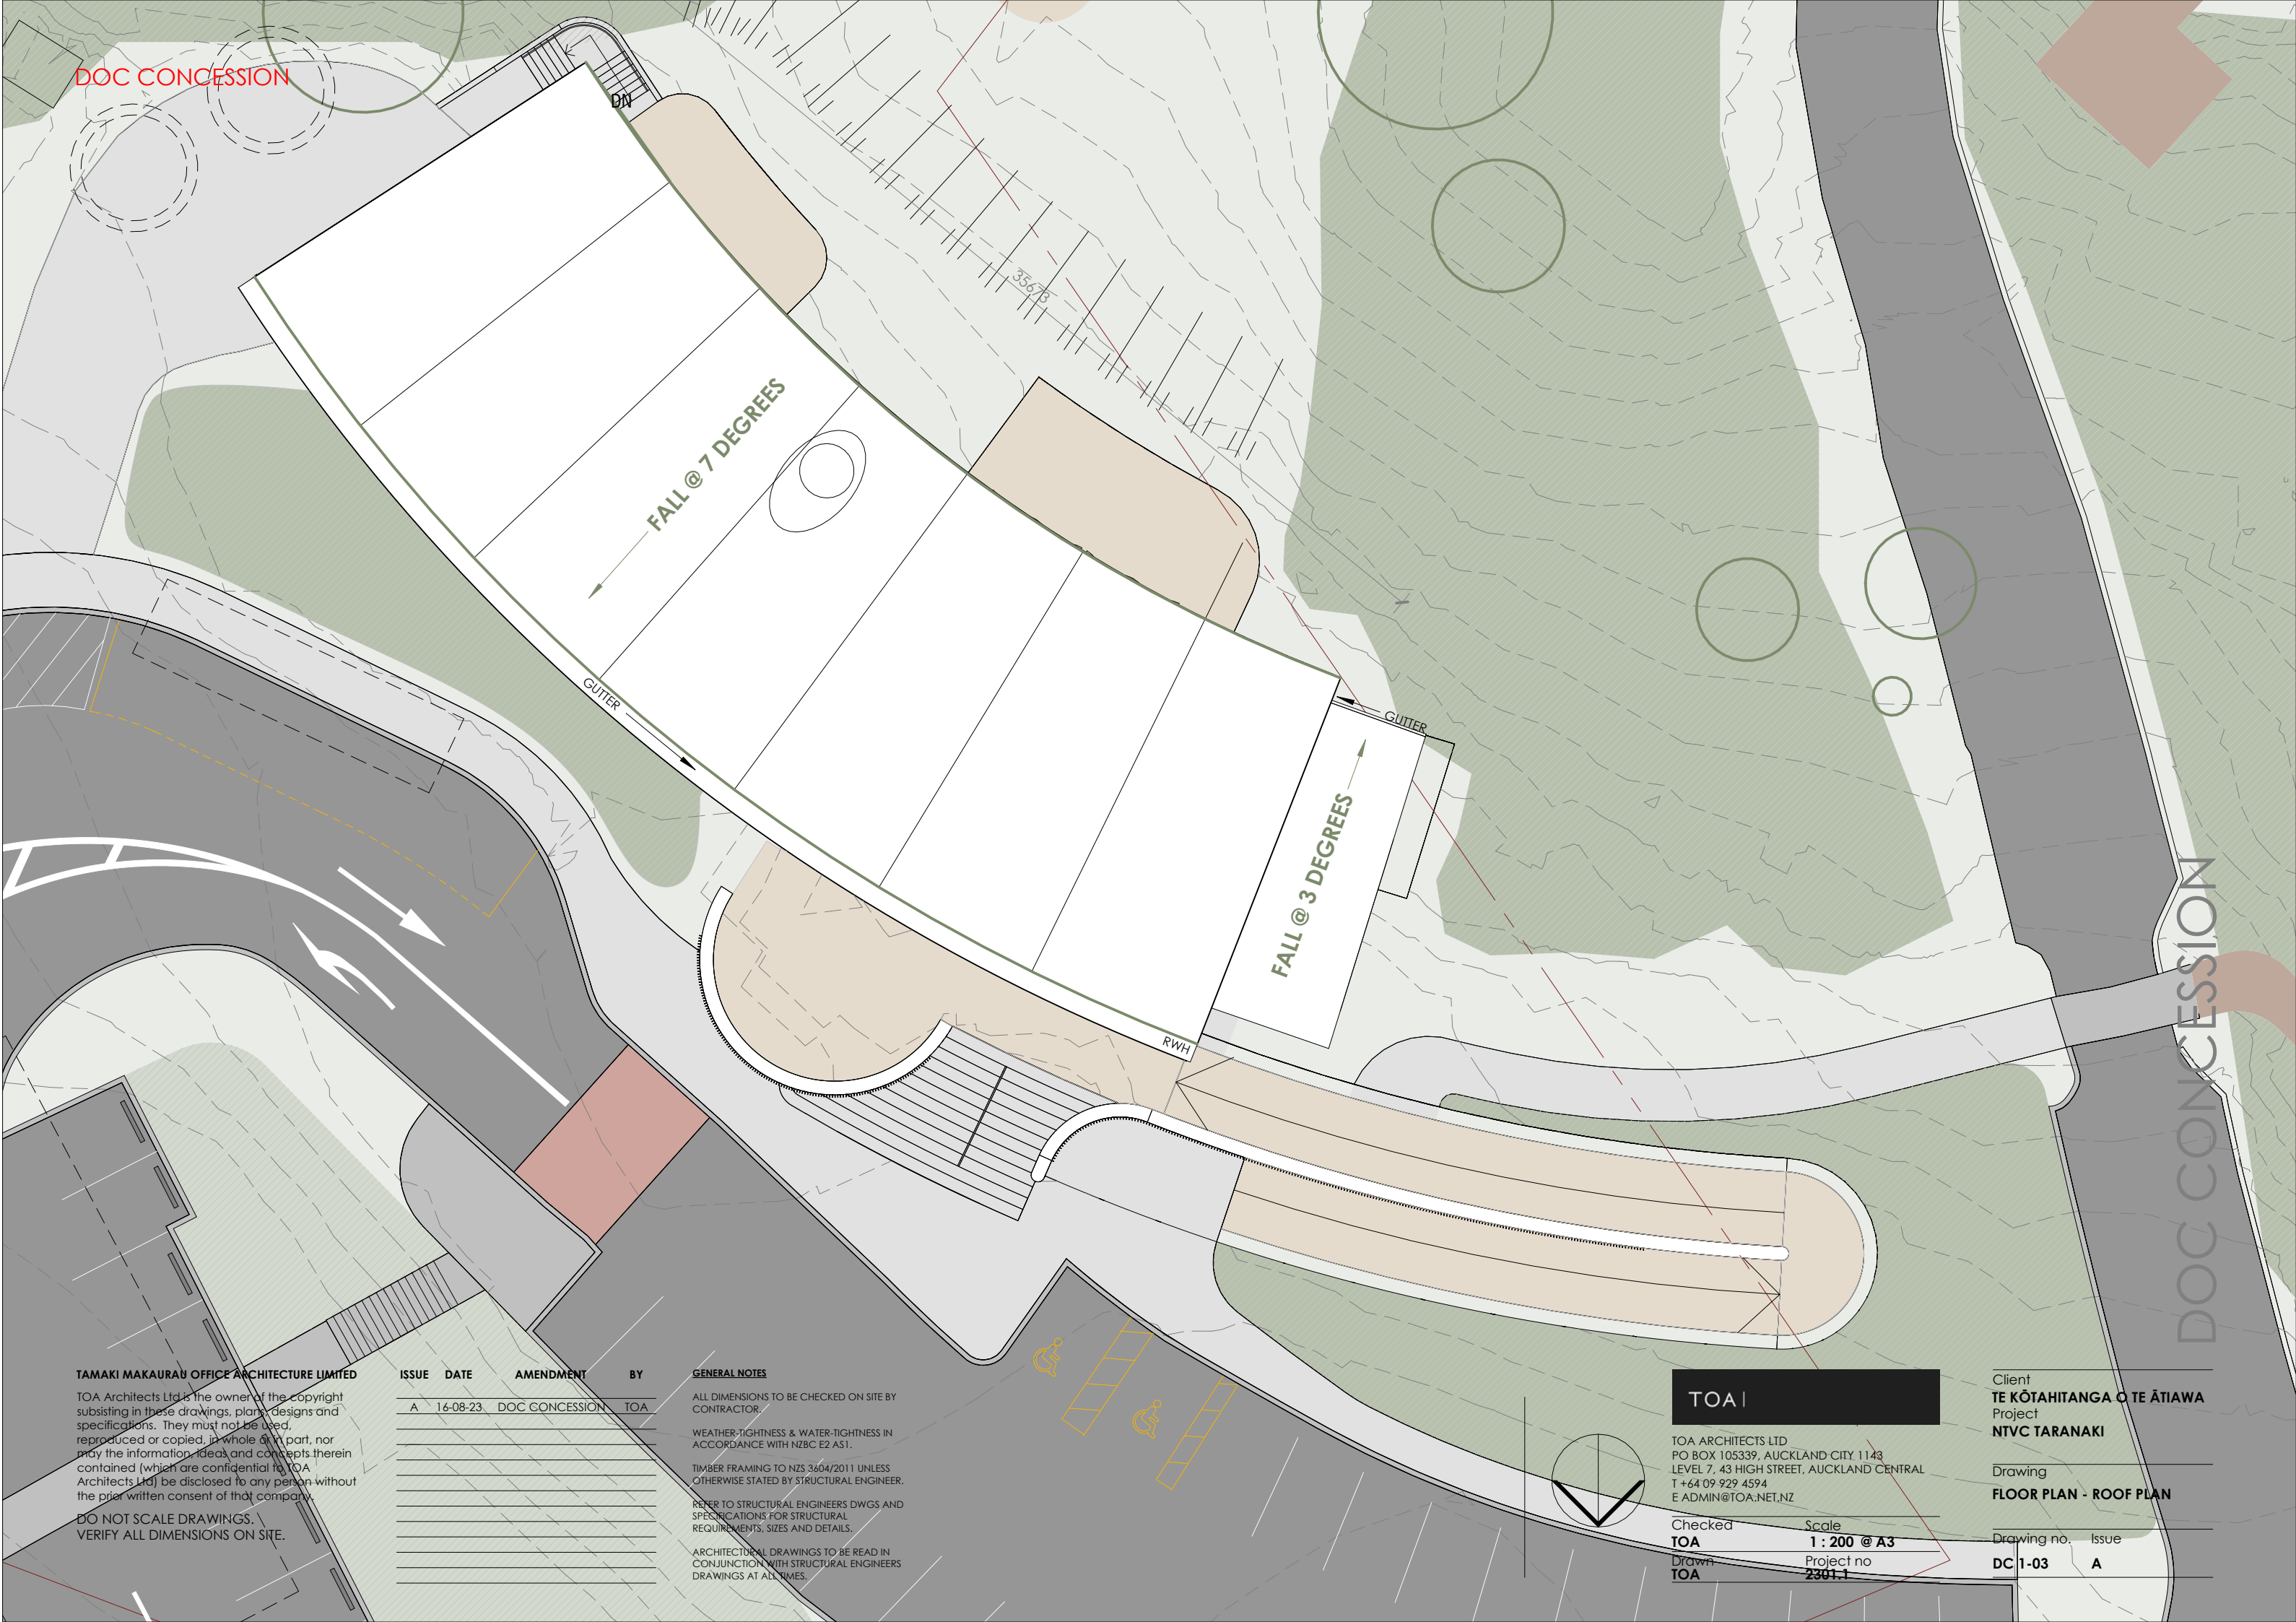 DOC CONCESSION
DN
35673
FALL @ 7 DEGREES
GUTTER
GUTTER
FALL @ 3 DEGREES
RWH
DOC CONCESSION
TAMAKI MAKAURAU OFFICE ARCHITECTURE LIMITED
TOA Architects Ltd is the owner of the copyright
subsisting in these drawings, plans, designs and
specifications. They must not be used,
reproduced or copied, in whole or in part, nor
may the information, ideas and concepts therein
contained (which are confidential to TOA
Architects Ltd) be disclosed to any person without
the prior written consent of that company.
DO NOT SCALE DRAWINGS.
VERIFY ALL DIMENSIONS ON SITE.
ISSUE DATE AMENDMENT BY
A 16-08-23 DOC CONCESSION TOA
GENERAL NOTES
ALL DIMENSIONS TO BE CHECKED ON SITE BY
CONTRACTOR.
WEATHER-TIGHTNESS & WATER-TIGHTNESS IN
ACCORDANCE WITH NZBC E2 AS1.
TIMBER FRAMING TO NZS 3604/2011 UNLESS
OTHERWISE STATED BY STRUCTURAL ENGINEER.
REFER TO STRUCTURAL ENGINEERS DWGS AND
SPECIFICATIONS FOR STRUCTURAL
REQUIREMENTS, SIZES AND DETAILS.
ARCHITECTURAL DRAWINGS TO BE READ IN
CONJUNCTION WITH STRUCTURAL ENGINEERS
DRAWINGS AT ALL TIMES.
TOA
TOA ARCHITECTS LTD
PO BOX 105339, AUCKLAND CITY 1143
LEVEL 7, 43 HIGH STREET, AUCKLAND CENTRAL
T +64 09 929 4594
E ADMIN@TOA.NET.NZ
Checked Scale
TOA 1 : 200 @ A3
Drawn Project no
TOA 2301.1
Client
TE KŌTAHITANGA O TE ĀTIAWA
Project
NTVC TARANAKI
Drawing
FLOOR PLAN - ROOF PLAN
Drawing no. Issue
DC 1-03 A